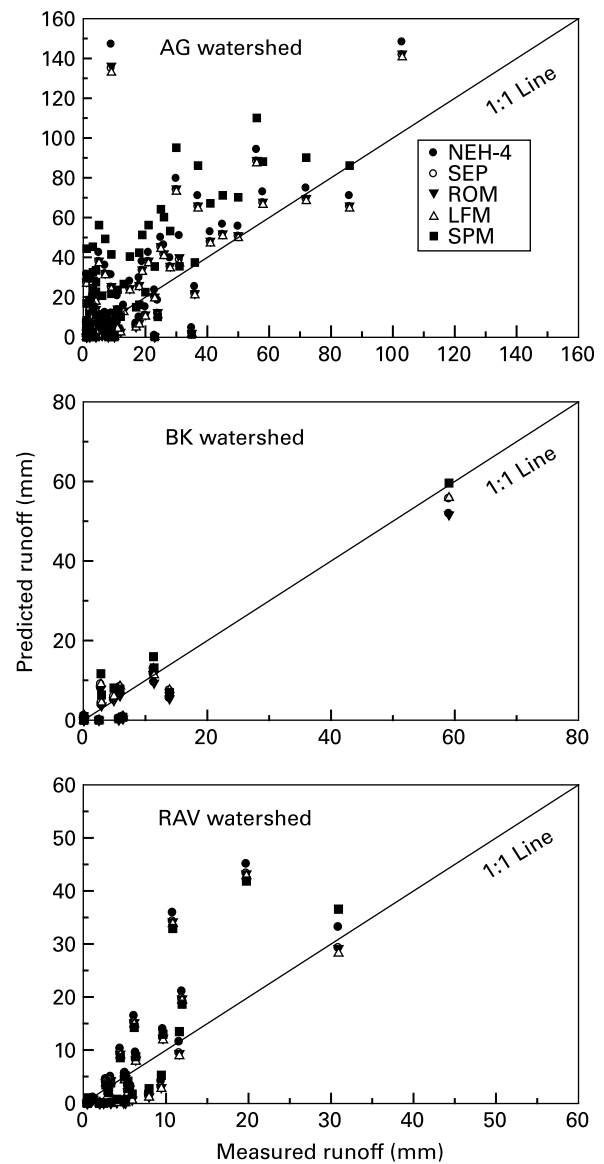 160
140
120
100
80
60
40
20
0
AG watershed
1:1 Line
NEH-4
SEP
ROM
LFM
SPM
0 20 40 60 80 100 120 140 160
80
60
40
20
0
BK watershed
1:1 Line
0 20 40 60 80
Predicted runoff (mm)
60
50
40
30
20
10
0
RAV watershed
1:1 Line
0 10 20 30 40 50 60
Measured runoff (mm)